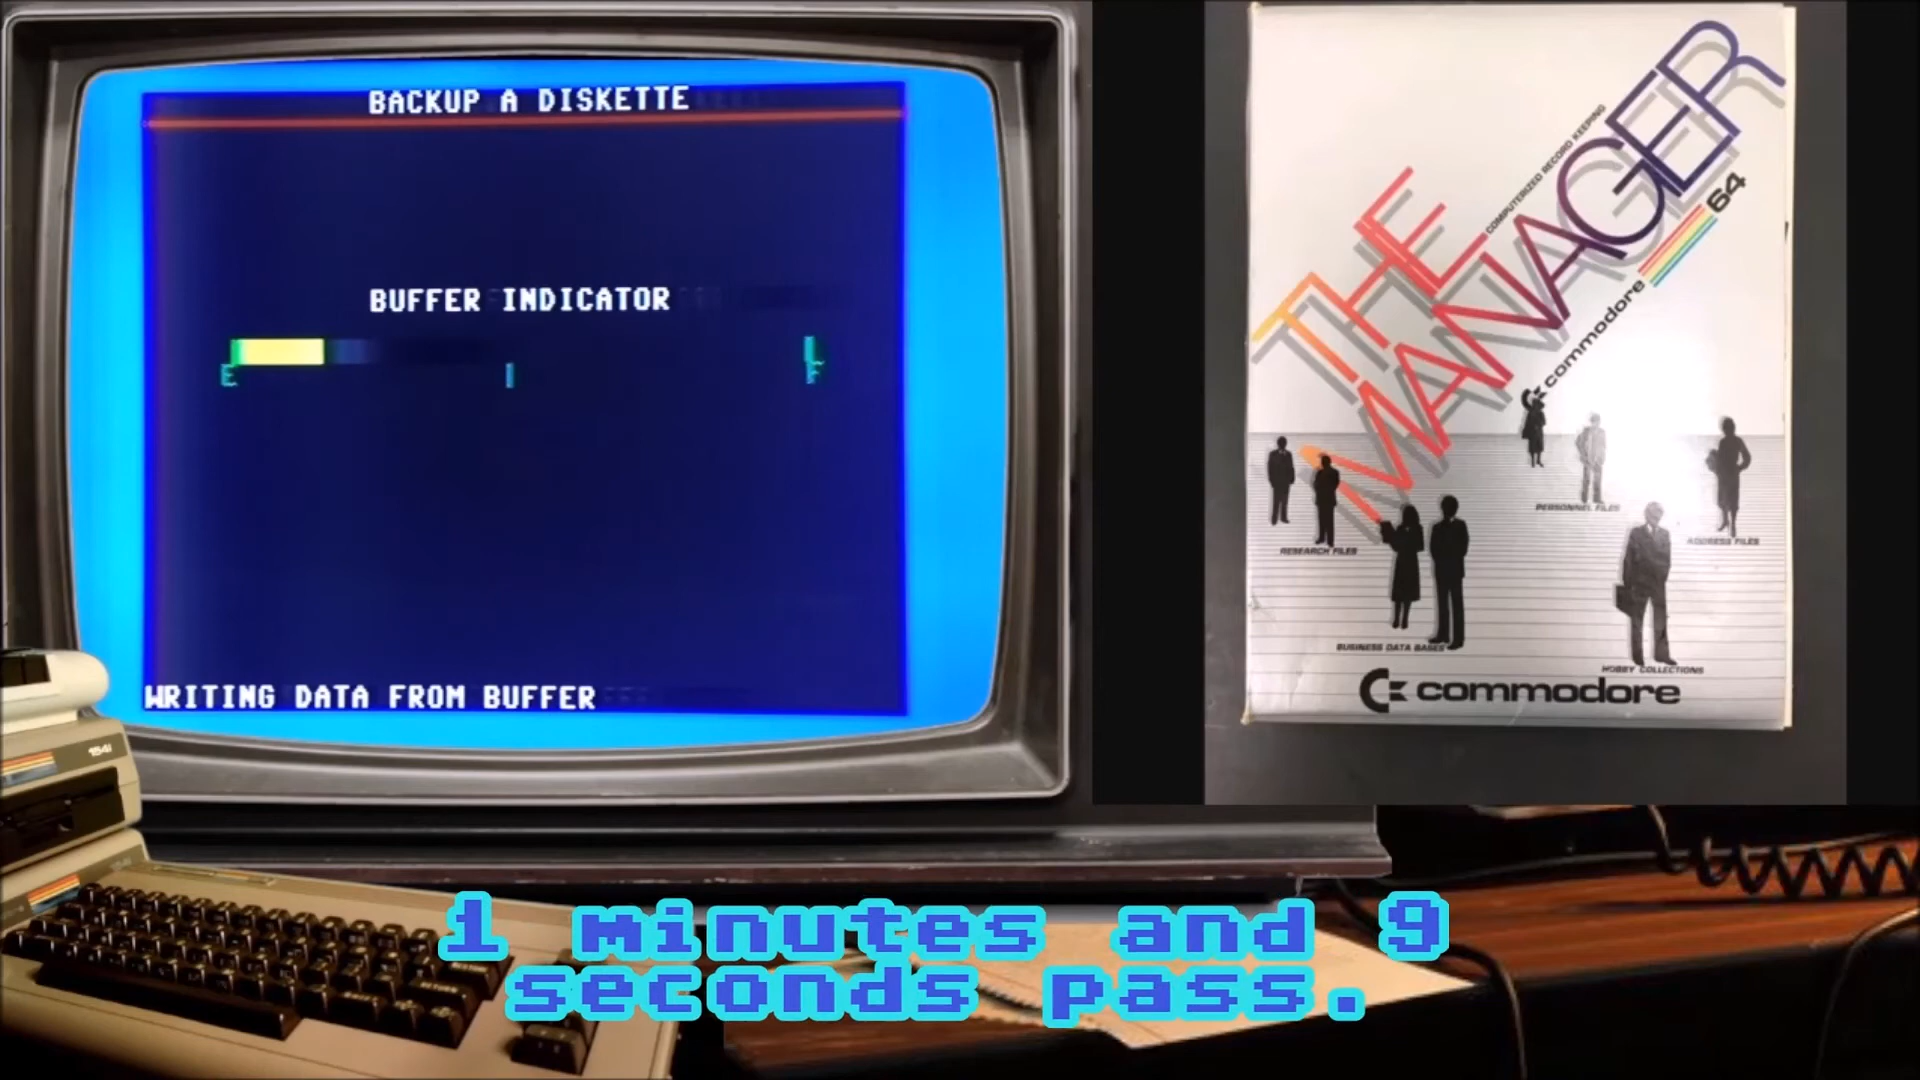 BACKUP A DISKETTE
BUFFER INDICATOR
E
F
WRITING DATA FROM BUFFER
THE
MANAGER
COMPUTERIZED RECORD KEEPING
commodore 64
RESEARCH FILES
PERSONNEL FILES
ADDRESS FILES
BUSINESS DATA BASES
HOBBY COLLECTIONS
commodore
1541
1 minutes and 9
seconds pass.